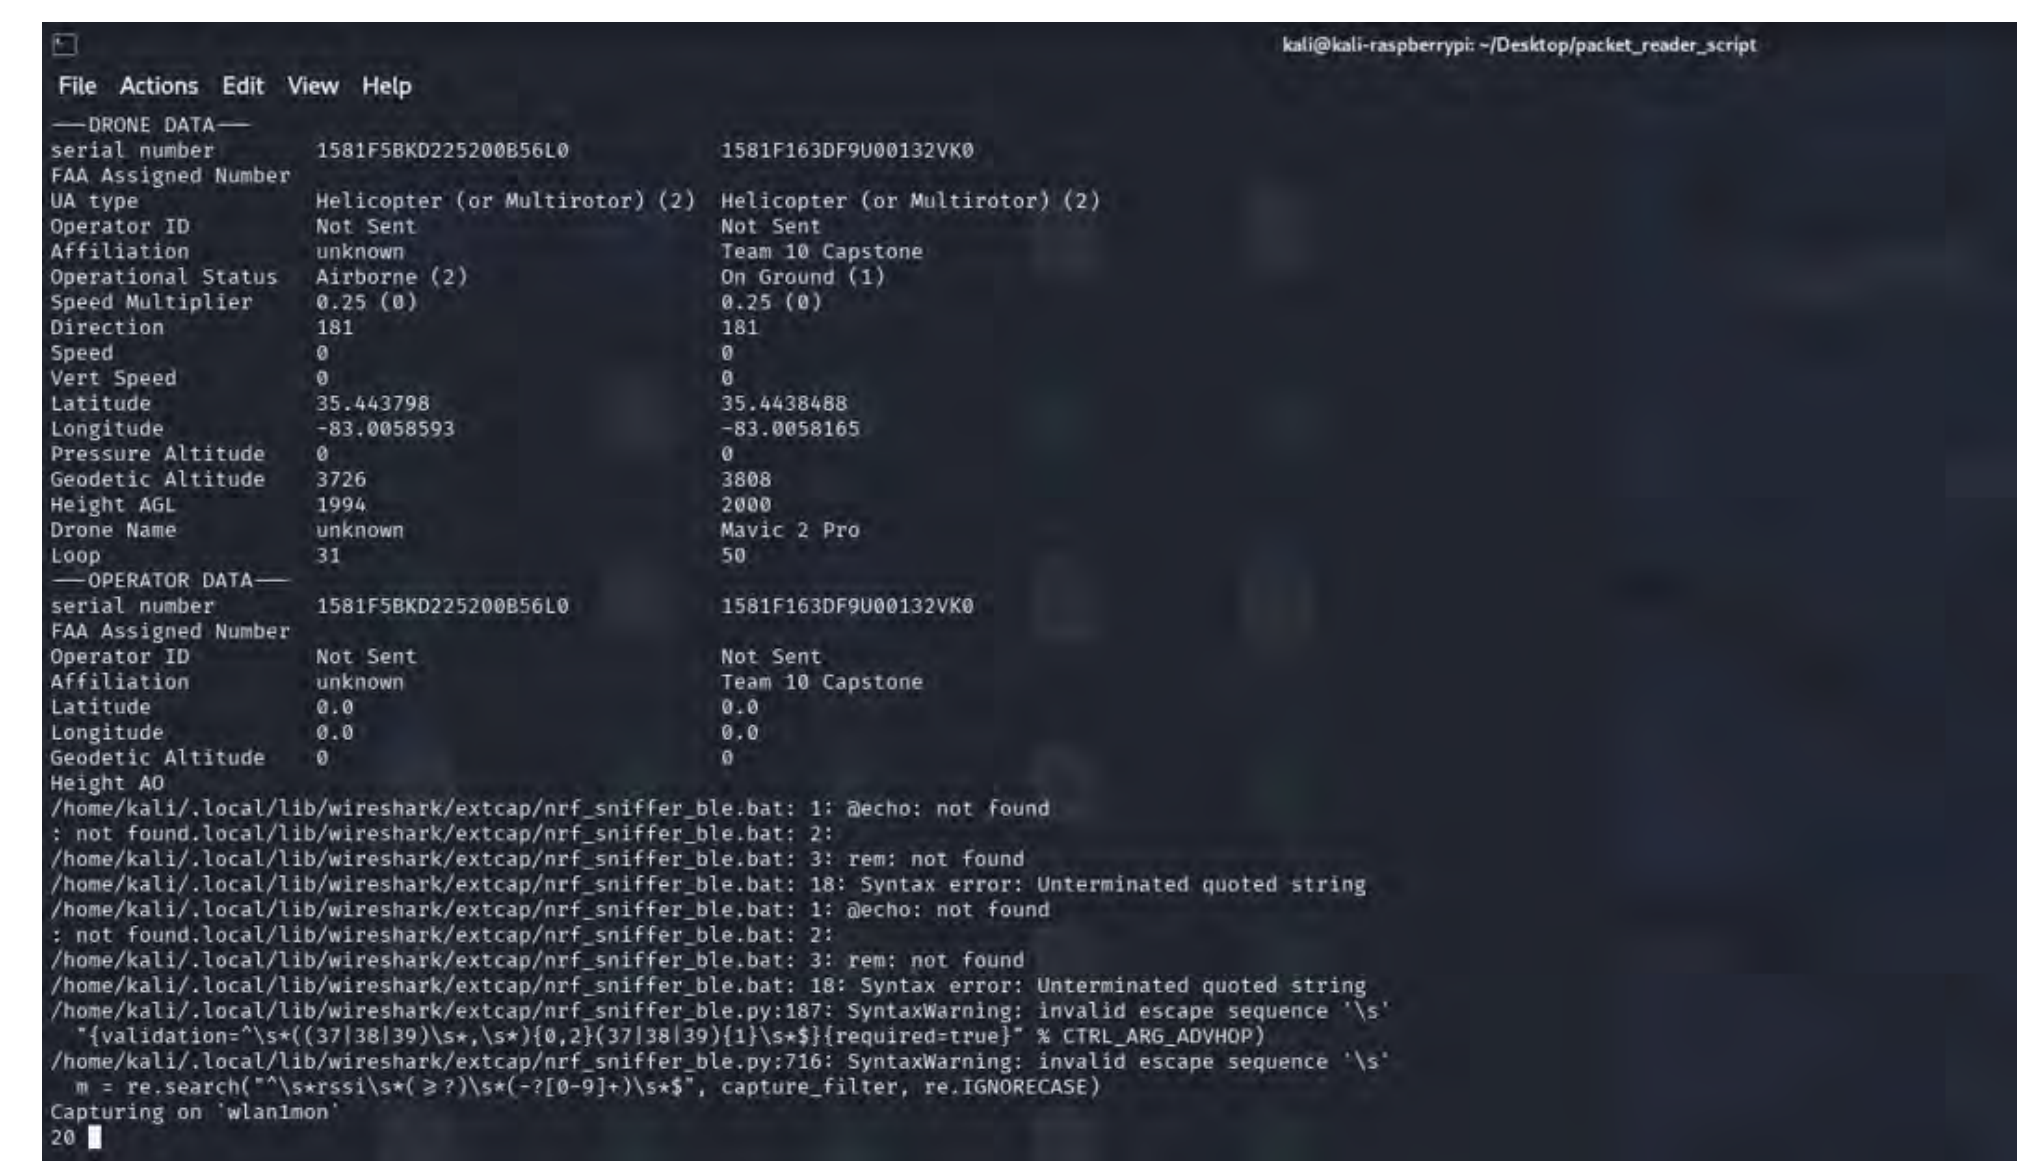 kali@kali-raspberrypi: ~/Desktop/packet_reader_script
File Actions Edit View Help
——DRONE DATA——
serial number 1581F5BKD225200B56L0 1581F163DF9U00132VK0
FAA Assigned Number
UA type Helicopter (or Multirotor) (2) Helicopter (or Multirotor) (2)
Operator ID Not Sent Not Sent
Affiliation unknown Team 10 Capstone
Operational Status Airborne (2) On Ground (1)
Speed Multiplier 0.25 (0) 0.25 (0)
Direction 181 181
Speed 0 0
Vert Speed 0 0
Latitude 35.443798 35.4438488
Longitude -83.0058593 -83.0058165
Pressure Altitude 0 0
Geodetic Altitude 3726 3808
Height AGL 1994 2000
Drone Name unknown Mavic 2 Pro
Loop 31 50
——OPERATOR DATA——
serial number 1581F5BKD225200B56L0 1581F163DF9U00132VK0
FAA Assigned Number
Operator ID Not Sent Not Sent
Affiliation unknown Team 10 Capstone
Latitude 0.0 0.0
Longitude 0.0 0.0
Geodetic Altitude 0 0
Height AO
/home/kali/.local/lib/wireshark/extcap/nrf_sniffer_ble.bat: 1: @echo: not found
: not found.local/lib/wireshark/extcap/nrf_sniffer_ble.bat: 2:
/home/kali/.local/lib/wireshark/extcap/nrf_sniffer_ble.bat: 3: rem: not found
/home/kali/.local/lib/wireshark/extcap/nrf_sniffer_ble.bat: 18: Syntax error: Unterminated quoted string
/home/kali/.local/lib/wireshark/extcap/nrf_sniffer_ble.bat: 1: @echo: not found
: not found.local/lib/wireshark/extcap/nrf_sniffer_ble.bat: 2:
/home/kali/.local/lib/wireshark/extcap/nrf_sniffer_ble.bat: 3: rem: not found
/home/kali/.local/lib/wireshark/extcap/nrf_sniffer_ble.bat: 18: Syntax error: Unterminated quoted string
/home/kali/.local/lib/wireshark/extcap/nrf_sniffer_ble.py:187: SyntaxWarning: invalid escape sequence '\s'
"{validation=^\s*((37|38|39)\s*,\s*){0,2}(37|38|39){1}\s*$}{required=true}" % CTRL_ARG_ADVHOP)
/home/kali/.local/lib/wireshark/extcap/nrf_sniffer_ble.py:716: SyntaxWarning: invalid escape sequence '\s'
m = re.search("^\s*rssi\s*(⩾?)\s*(-?[0-9]+)\s*$", capture_filter, re.IGNORECASE)
Capturing on 'wlan1mon'
20